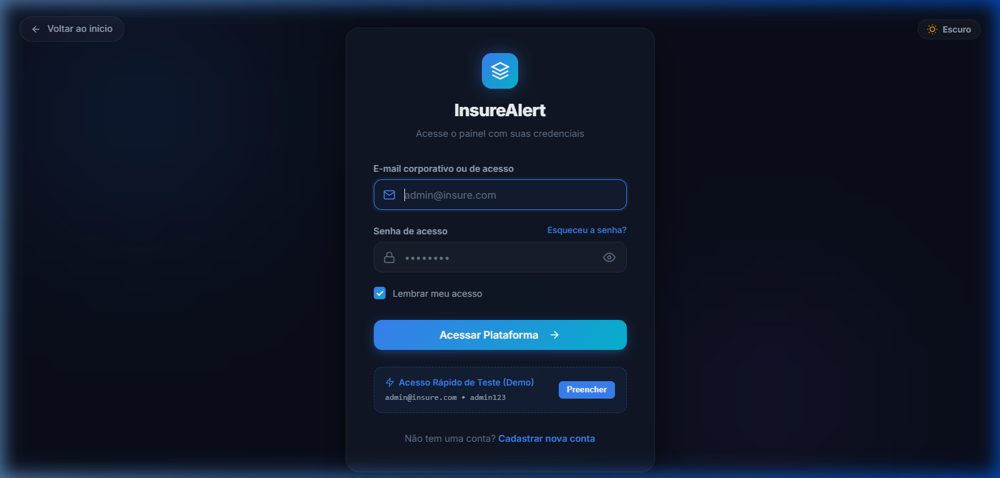 Voltar ao início
Escuro
InsureAlert
Acesse o painel com suas credenciais
E-mail corporativo ou de acesso
admin@insure.com
Senha de acesso
Esqueceu a senha?
••••••••
Lembrar meu acesso
Acessar Plataforma →
Acesso Rápido de Teste (Demo)
admin@insure.com • admin123
Preencher
Não tem uma conta? Cadastrar nova conta